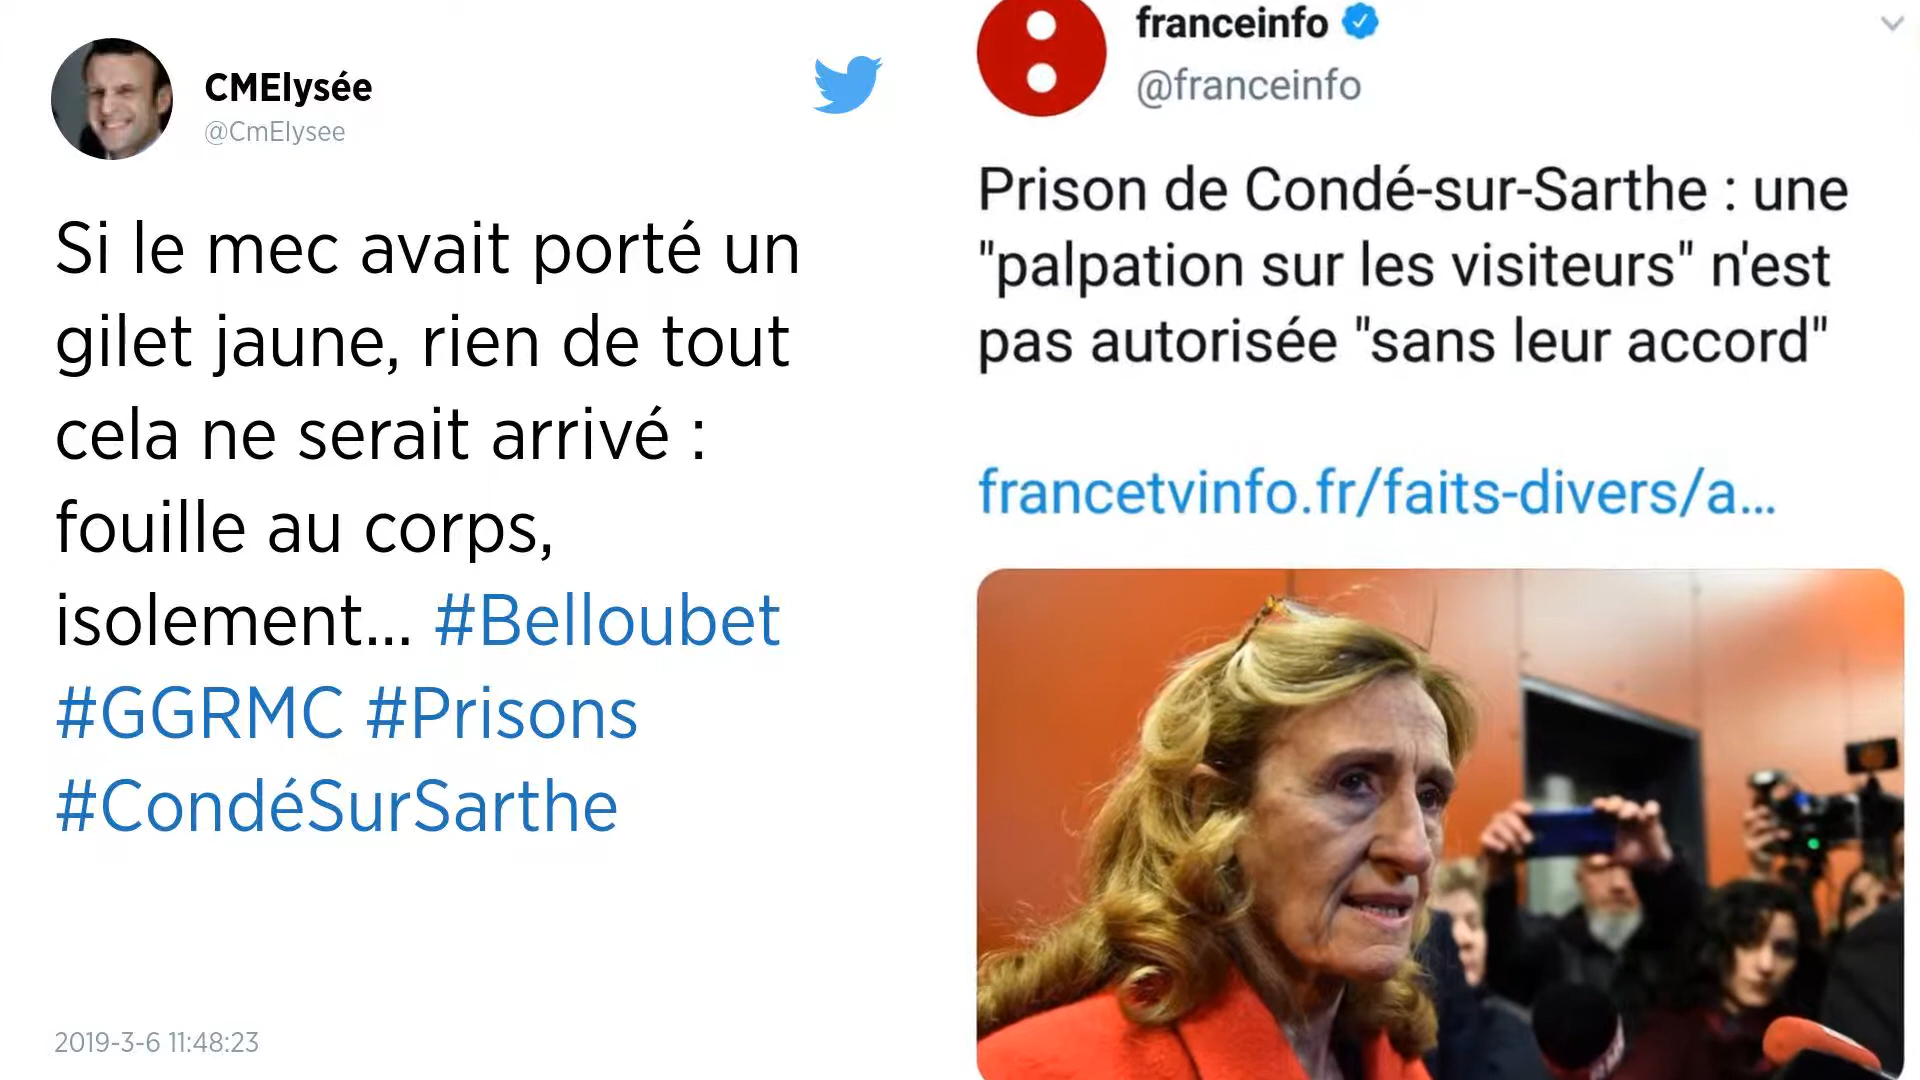 CMElysée
@CmElysee
Si le mec avait porté un
gilet jaune, rien de tout
cela ne serait arrivé :
fouille au corps,
isolement... #Belloubet
#GGRMC #Prisons
#CondéSurSarthe
2019-3-6 11:48:23
franceinfo
@franceinfo
Prison de Condé-sur-Sarthe : une
"palpation sur les visiteurs" n'est
pas autorisée "sans leur accord"
francetvinfo.fr/faits-divers/a...